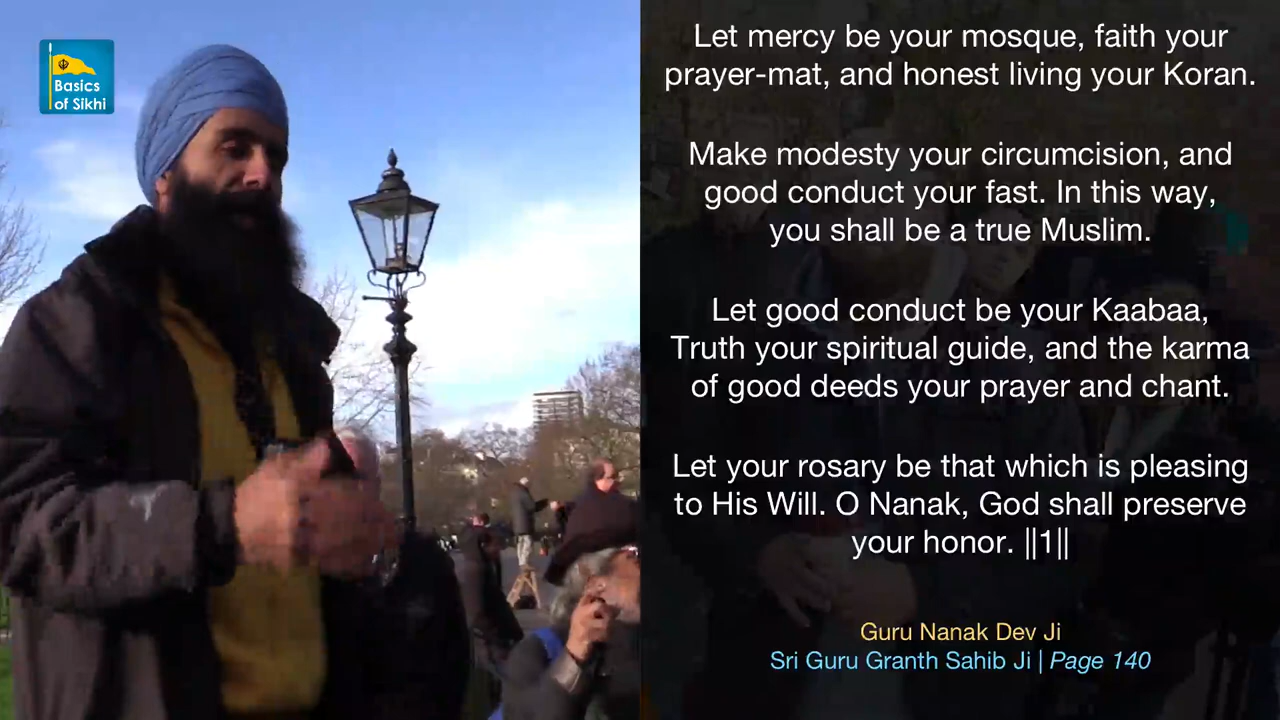 Basics
of Sikhi
Let mercy be your mosque, faith your
prayer-mat, and honest living your Koran.
Make modesty your circumcision, and
good conduct your fast. In this way,
you shall be a true Muslim.
Let good conduct be your Kaabaa,
Truth your spiritual guide, and the karma
of good deeds your prayer and chant.
Let your rosary be that which is pleasing
to His Will. O Nanak, God shall preserve
your honor. ||1||
Guru Nanak Dev Ji
Sri Guru Granth Sahib Ji | Page 140